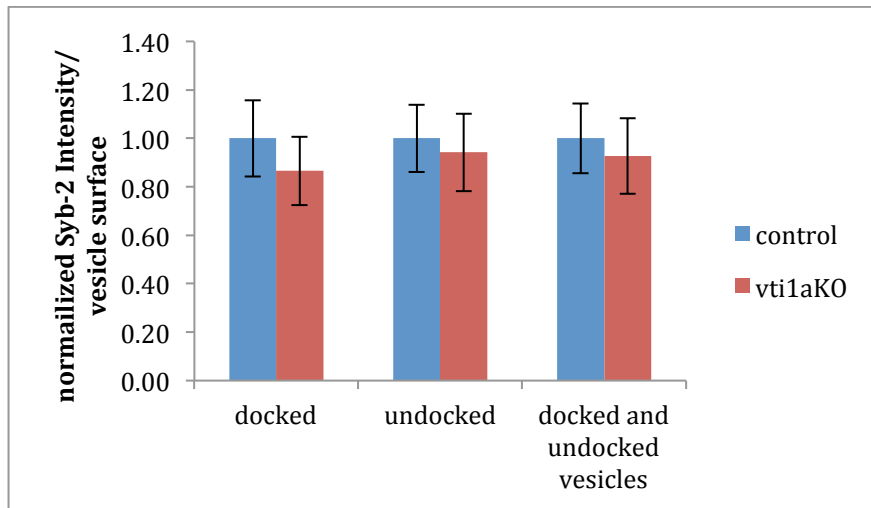 normailized Syb-2 Intensity/
vesicle surface
1.40
1.20
1.00
0.80
0.60
0.40
0.20
0.00
docked
undocked
docked and
undocked
vesicles
control
vti1aKO